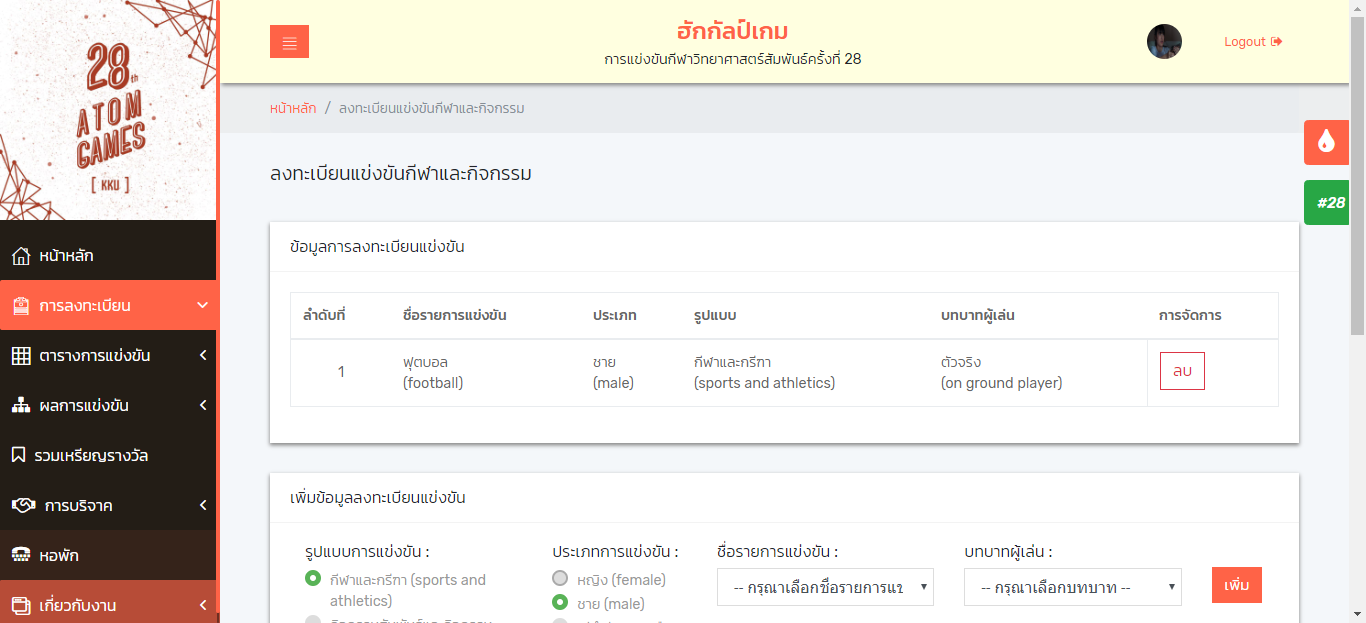 28th
ATOM
GAMES
[ KKU ]
ฮักกัลป์เกม
การแข่งขันกีฬาวิทยาศาสตร์สัมพันธ์ครั้งที่ 28
Logout
หน้าหลัก / ลงทะเบียนแข่งขันกีฬาและกิจกรรม
#28
ลงทะเบียนแข่งขันกีฬาและกิจกรรม
หน้าหลัก
การลงทะเบียน
ตารางการแข่งขัน
ผลการแข่งขัน
รวมเหรียญรางวัล
การบริจาค
หอพัก
เกี่ยวกับงาน
ข้อมูลการลงทะเบียนแข่งขัน
ลำดับที่ ชื่อรายการแข่งขัน ประเภท รูปแบบ บทบาทผู้เล่น การจัดการ
1 ฟุตบอล ชาย กีฬาและกรีฑา ตัวจริง ลบ
(football) (male) (sports and athletics) (on ground player)
เพิ่มข้อมูลลงทะเบียนแข่งขัน
รูปแบบการแข่งขัน : ประเภทการแข่งขัน : ชื่อรายการแข่งขัน : บทบาทผู้เล่น :
กีฬาและกรีฑา (sports and athletics) หญิง (female) -- กรุณาเลือกชื่อรายการแข -- กรุณาเลือกบทบาท -- เพิ่ม
ชาย (male)